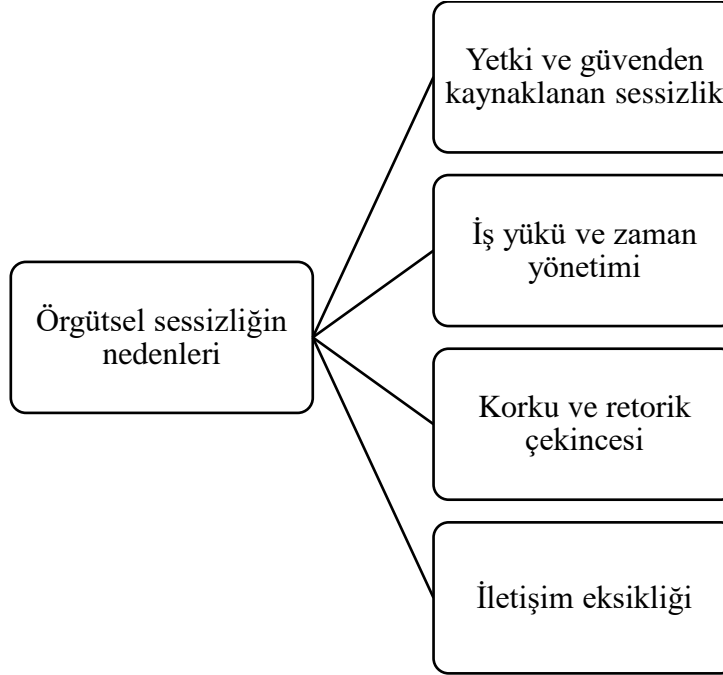 Örgütsel sessizliğin
nedenleri
Yetki ve güvenden
kaynaklanan sessizlik
İş yükü ve zaman
yönetimi
Korku ve retorik
çekincesi
İletişim eksikliği